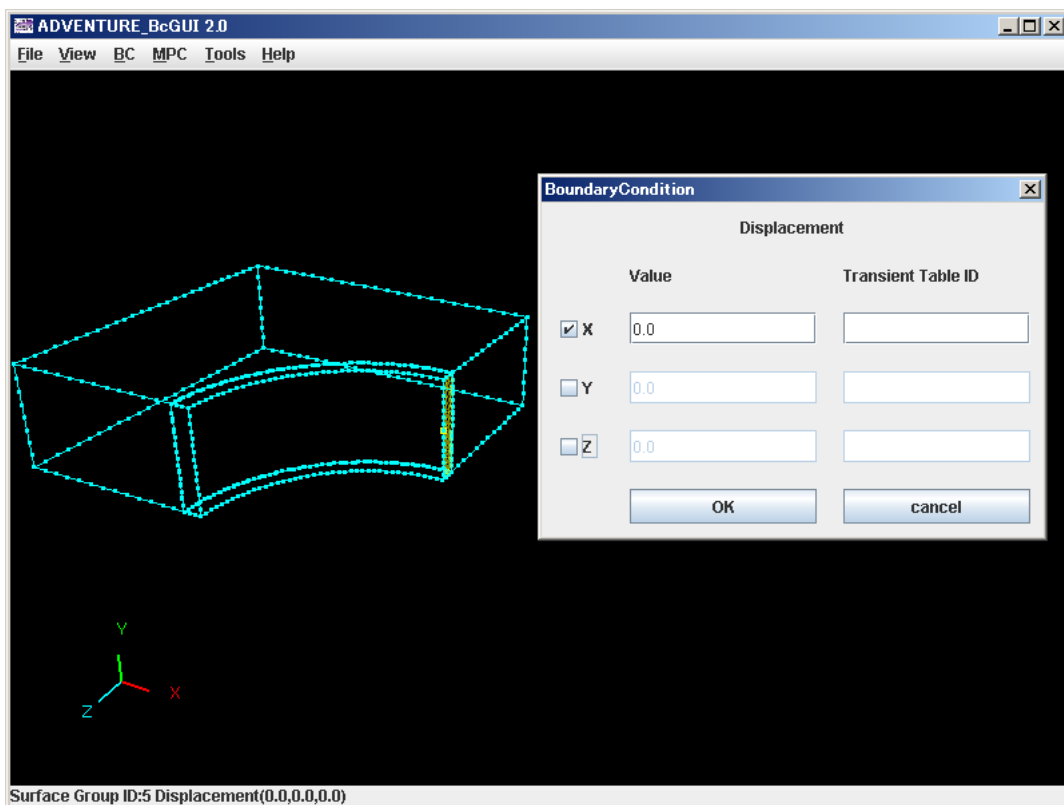 ADVENTURE_BcGUI 2.0
File View BC MPC Tools Help
BoundaryCondition
Displacement
Value Transient Table ID
X 0.0
Y 0.0
Z 0.0
OK cancel
Y
X
Z
Surface Group ID:5 Displacement(0.0,0.0,0.0)